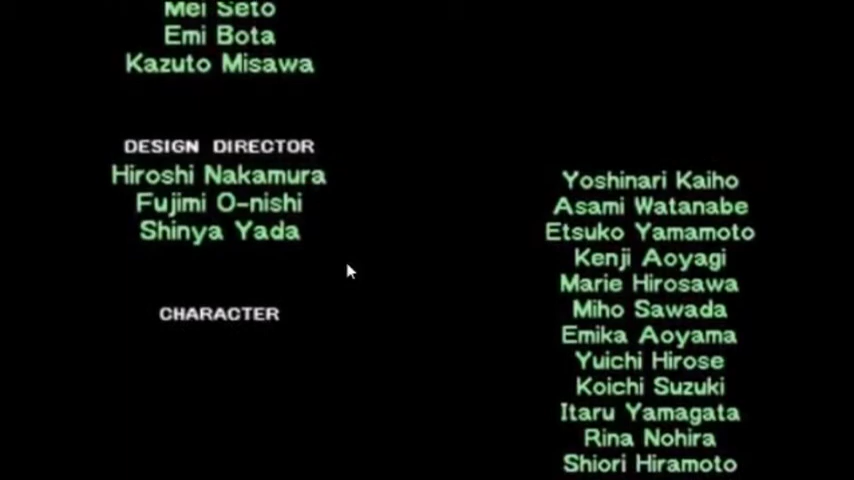 Mei Seto
Emi Bota
Kazuto Misawa
DESIGN DIRECTOR
Hiroshi Nakamura
Fujimi O-nishi
Shinya Yada
CHARACTER
Yoshinari Kaiho
Asami Watanabe
Etsuko Yamamoto
Kenji Aoyagi
Marie Hirosawa
Miho Sawada
Emika Aoyama
Yuichi Hirose
Koichi Suzuki
Itaru Yamagata
Rina Nohira
Shiori Hiramoto